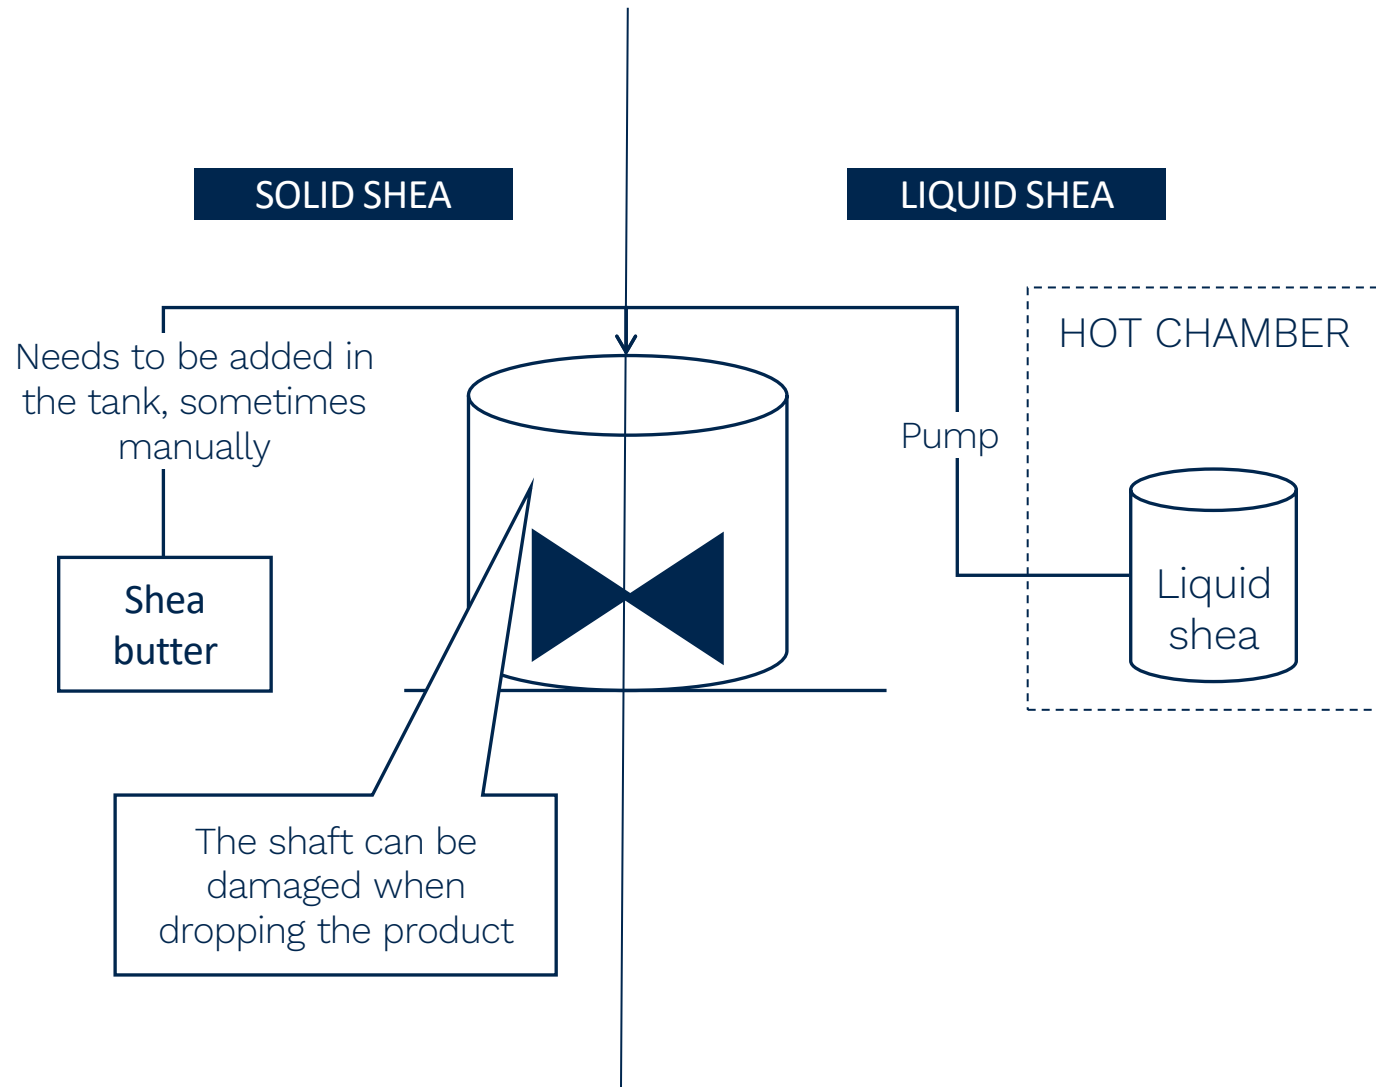 SOLID SHEA
LIQUID SHEA
Needs to be added in
the tank, sometimes
manually
HOT CHAMBER
Pump
Shea
butter
Liquid
shea
The shaft can be
damaged when
dropping the product